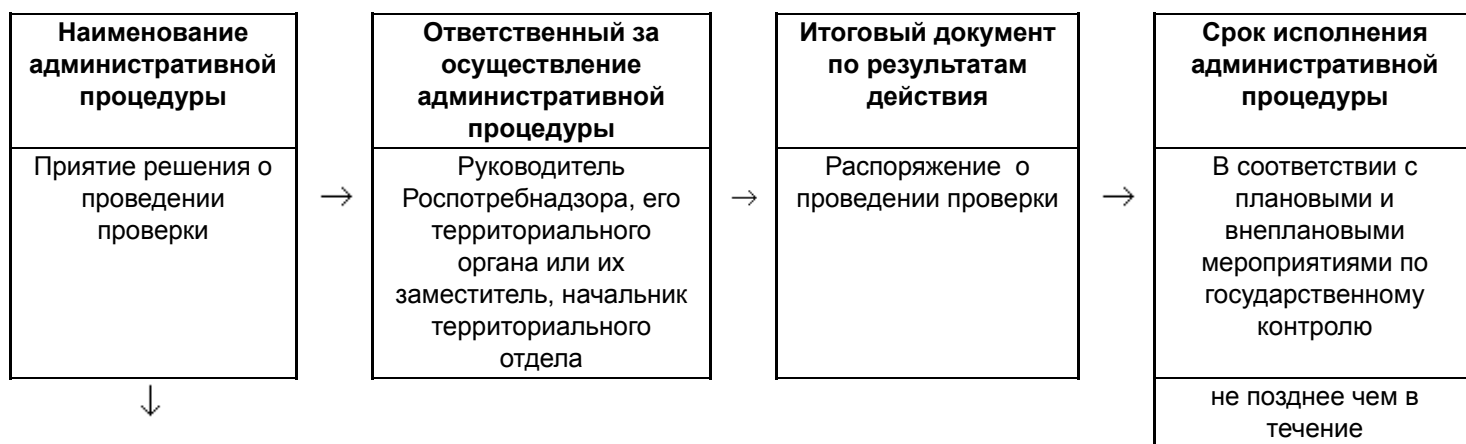 Наименование
административной
процедуры
Ответственный за
осуществление
административной
процедуры
Итоговый документ
по результатам
действия
Срок исполнения
административной
процедуры
Приятие решения о
проведении
проверки
→
Руководитель
Роспотребнадзора, его
территориального
органа или их
заместитель, начальник
территориального
отдела
→
Распоряжение о
проведении проверки
→
В соответствии с
плановыми и
внеплановыми
мероприятиями по
государственному
контролю
↓
не позднее чем в
течение